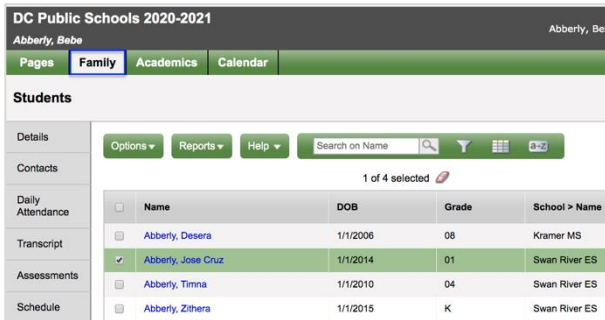 DC Public Schools 2020-2021
Abberly, Bebe
Abberly, Be
Pages Family Academics Calendar
Students
Details
Contacts
Daily
Attendance
Transcript
Assessments
Schedule
Options Reports Help Search on Name a-z
1 of 4 selected
Name DOB Grade School > Name
Abberly, Desera 1/1/2006 08 Kramer MS
Abberly, Jose Cruz 1/1/2014 01 Swan River ES
Abberly, Timna 1/1/2010 04 Swan River ES
Abberly, Zithera 1/1/2015 K Swan River ES